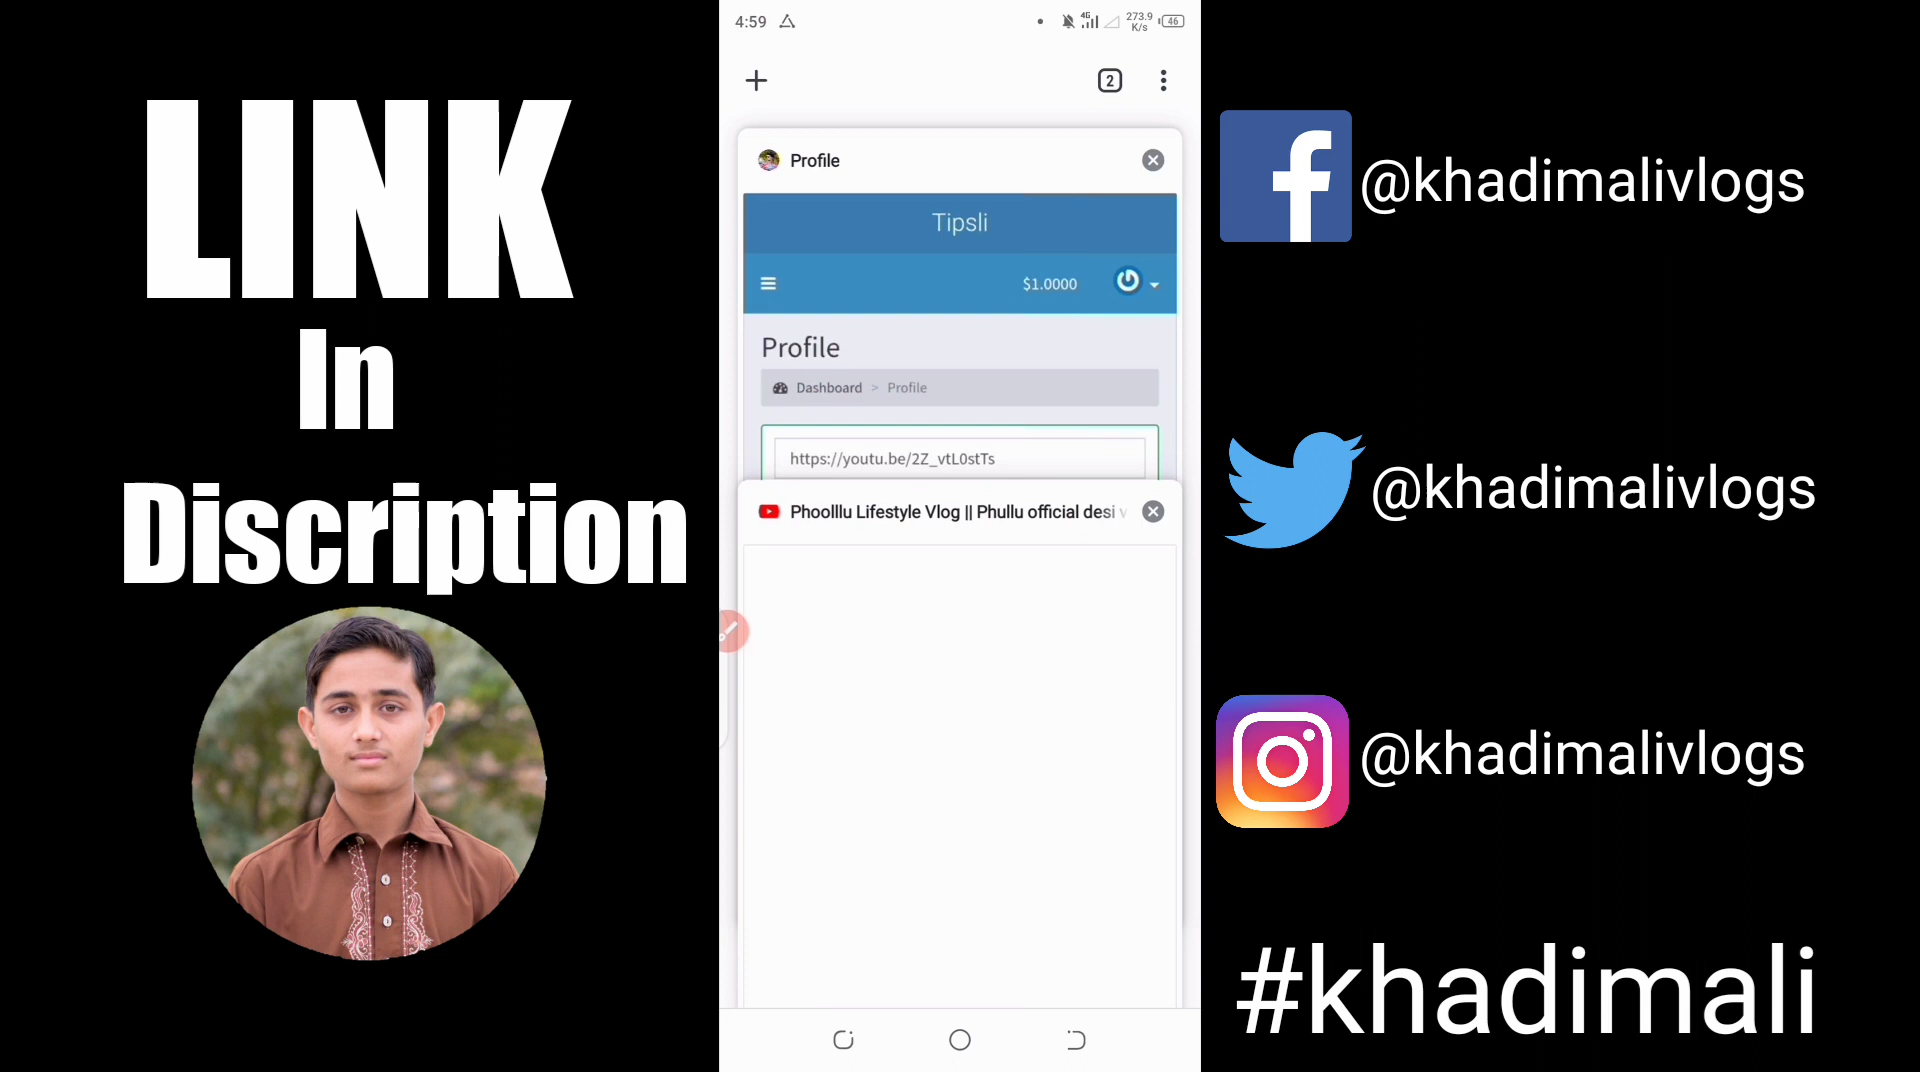 LINK
In
Discription
4:59
4G
273.9
K/s
46
2
Profile
Tipsli
$1.0000
Profile
Dashboard > Profile
https://youtu.be/2Z_vtL0stTs
Phoolllu Lifestyle Vlog || Phullu official desi v
@khadimalivlogs
@khadimalivlogs
@khadimalivlogs
#khadimali